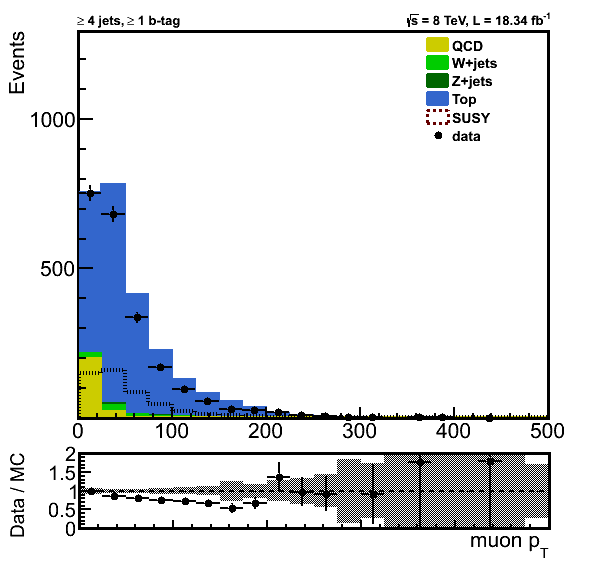 ≥ 4 jets, ≥ 1 b-tag
√s = 8 TeV, L = 18.34 fb⁻¹
Events
1000
500
QCD
W+jets
Z+jets
Top
SUSY
data
0 100 200 300 400 500
Data / MC
2
1.5
1
0.5
0
muon p_T